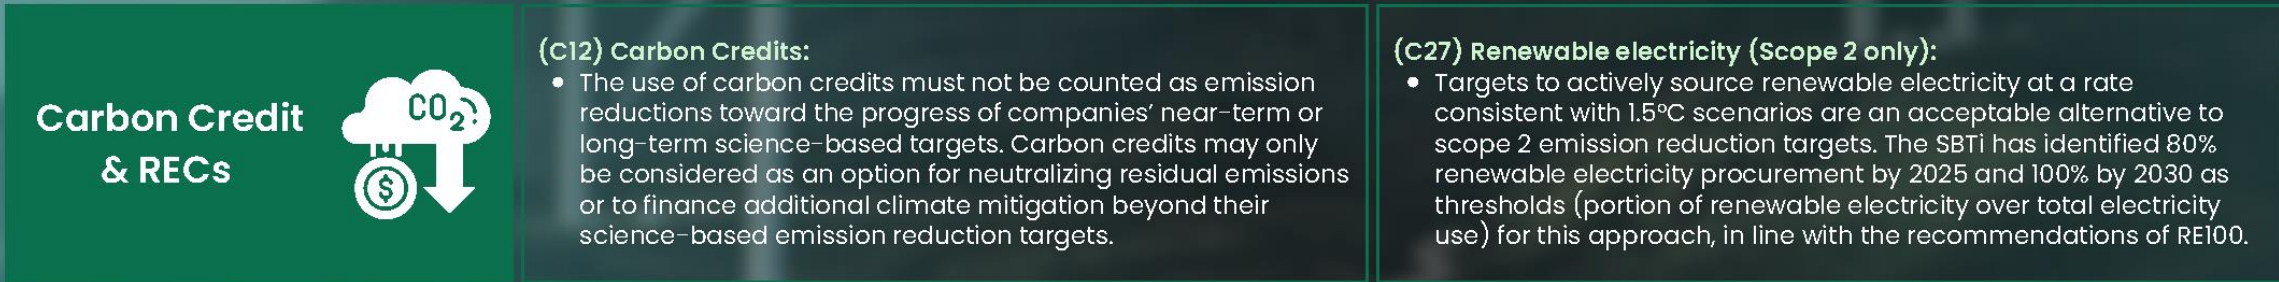 Carbon Credit
& RECs
CO₂
$
(C12) Carbon Credits:
• The use of carbon credits must not be counted as emission
reductions toward the progress of companies’ near-term or
long-term science-based targets. Carbon credits may only
be considered as an option for neutralizing residual emissions
or to finance additional climate mitigation beyond their
science-based emission reduction targets.
(C27) Renewable electricity (Scope 2 only):
• Targets to actively source renewable electricity at a rate
consistent with 1.5°C scenarios are an acceptable alternative to
scope 2 emission reduction targets. The SBTi has identified 80%
renewable electricity procurement by 2025 and 100% by 2030 as
thresholds (portion of renewable electricity over total electricity
use) for this approach, in line with the recommendations of RE100.